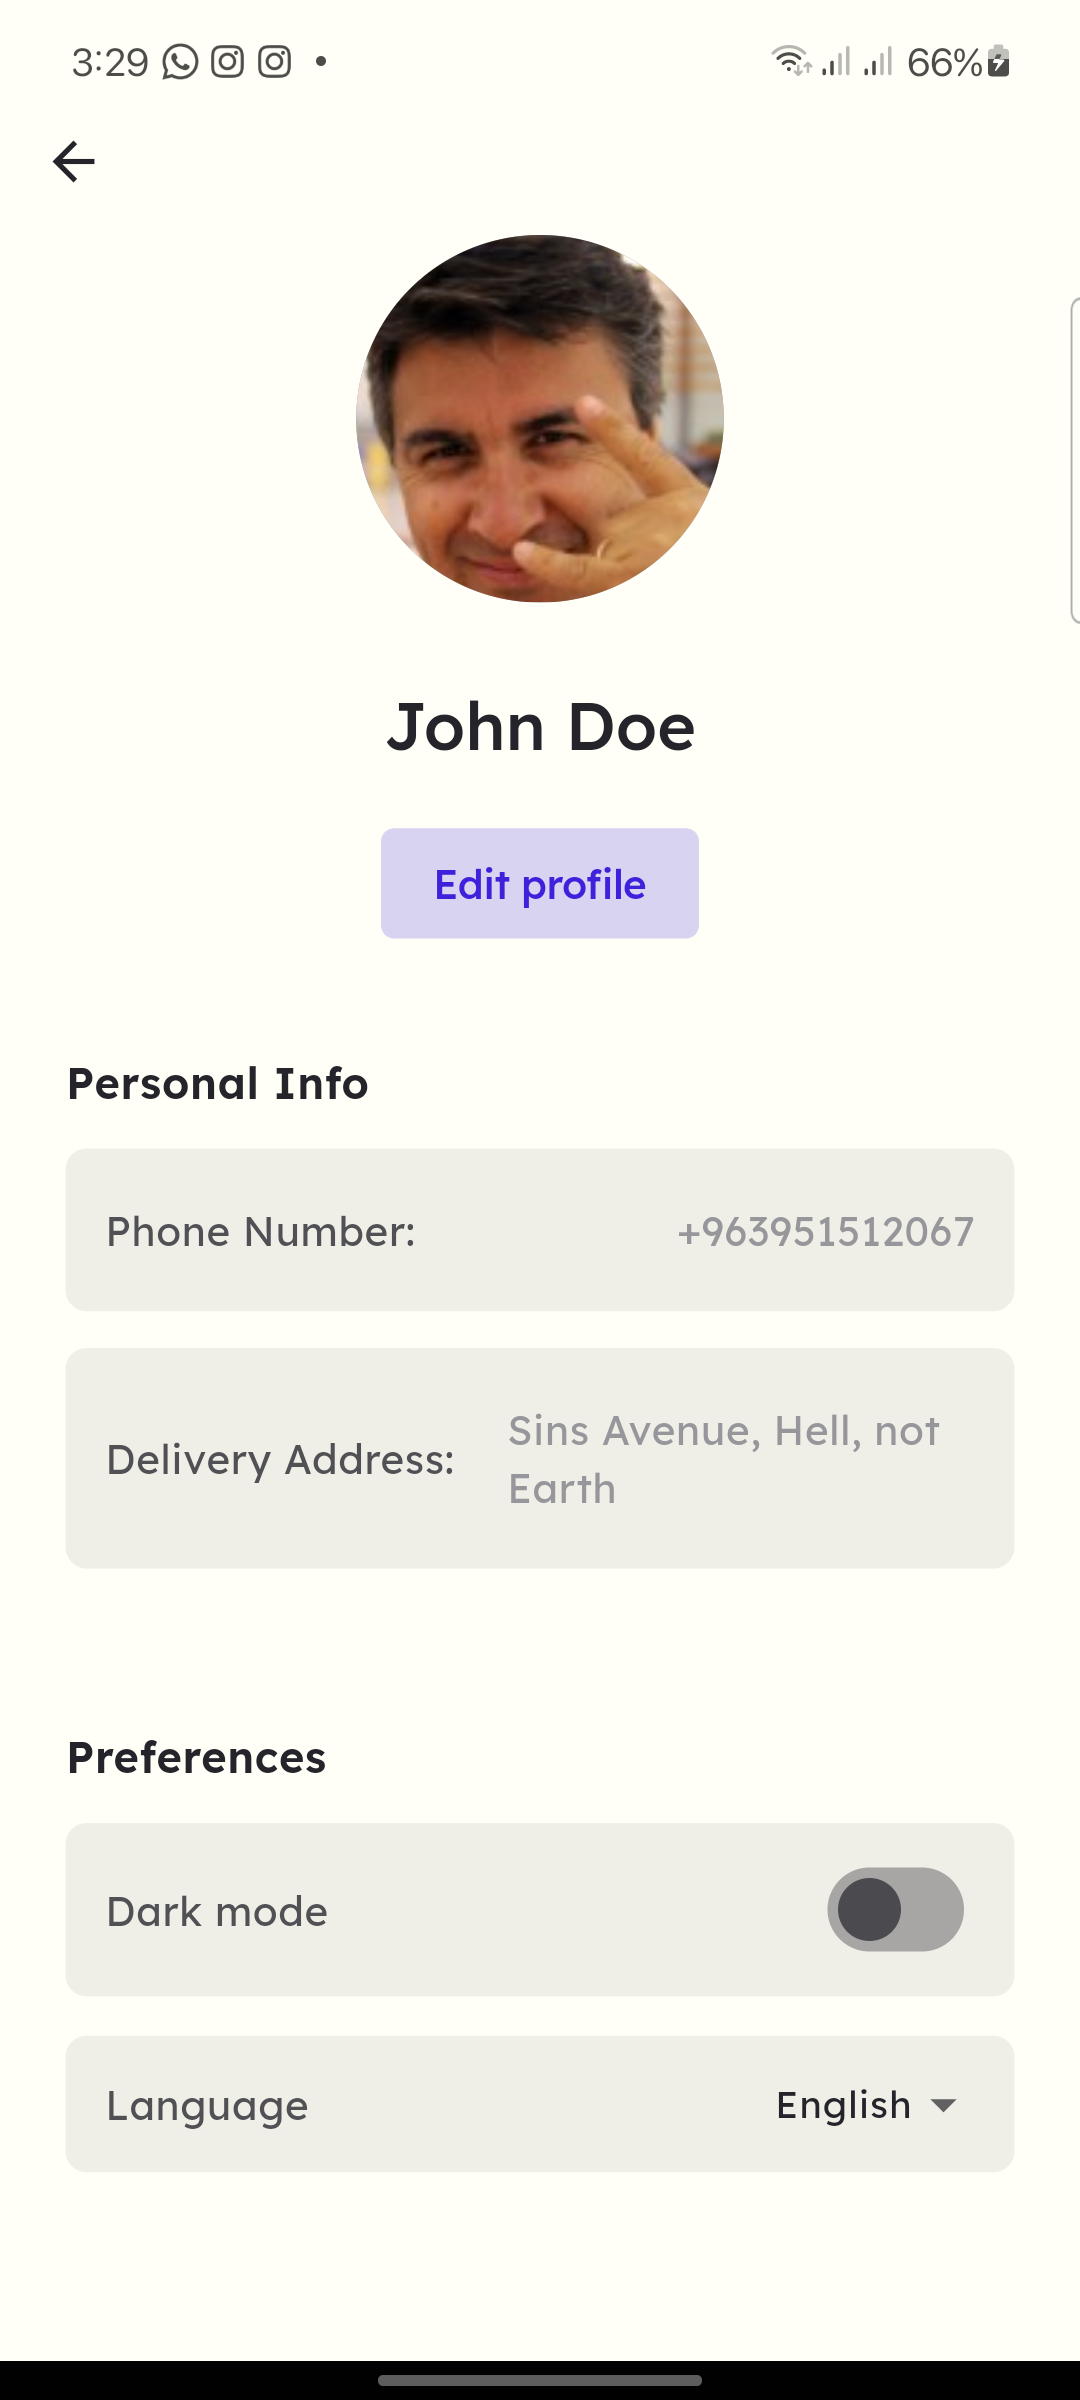 3:29
66%
John Doe
Edit profile
Personal Info
Phone Number: +963951512067
Delivery Address: Sins Avenue, Hell, not
Earth
Preferences
Dark mode
Language English